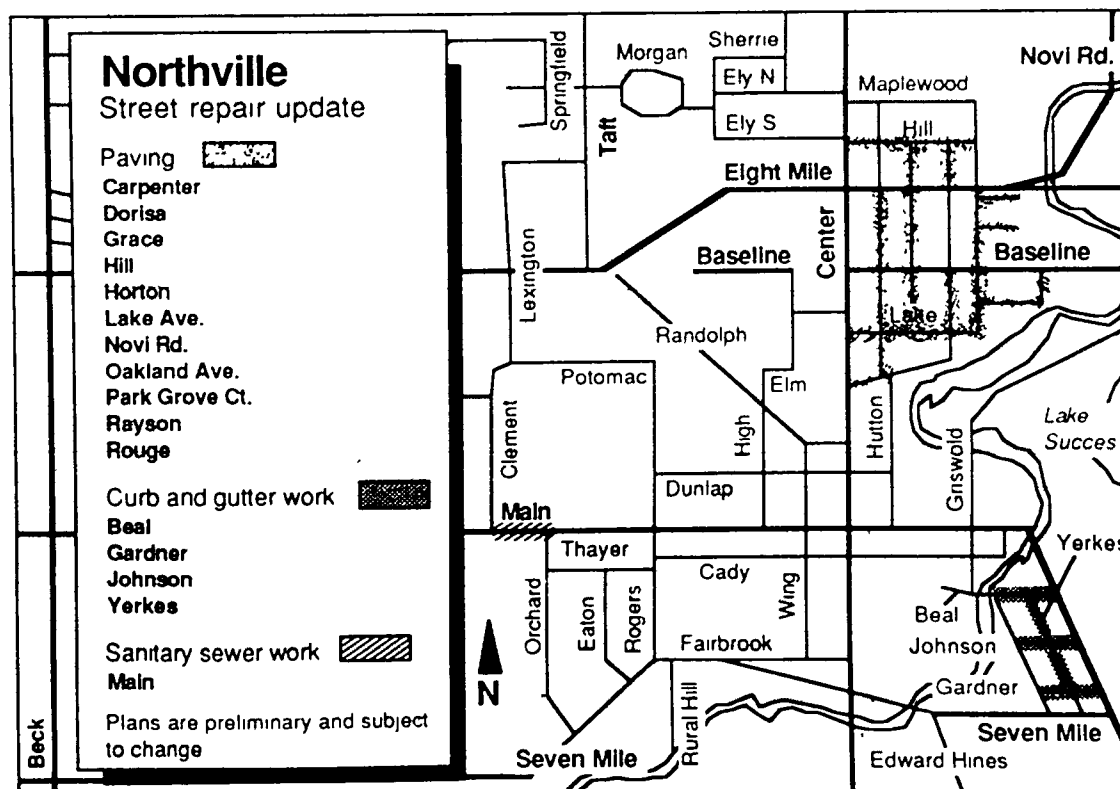 Northville
Street repair update
Paving
Carpenter
Dorisa
Grace
Hill
Horton
Lake Ave.
Novi Rd.
Oakland Ave.
Park Grove Ct.
Rayson
Rouge
Curb and gutter work
Beal
Gardner
Johnson
Yerkes
Sanitary sewer work
Main
Plans are preliminary and subject
to change
Beck
Springfield
Morgan
Sherrie
Ely N
Ely S
Taft
Maplewood
Hill
Novi Rd.
Eight Mile
Lexington
Baseline
Center
Baseline
Randolph
Lake
Potomac
Elm
Clement
High
Hutton
Griswold
Lake
Succes
Dunlap
Main
Thayer
Cady
Yerkes
Orchard
Eaton
Rogers
Wing
Fairbrook
Beal
Johnson
Gardner
N
Rural Hill
Seven Mile
Seven Mile
Edward Hines